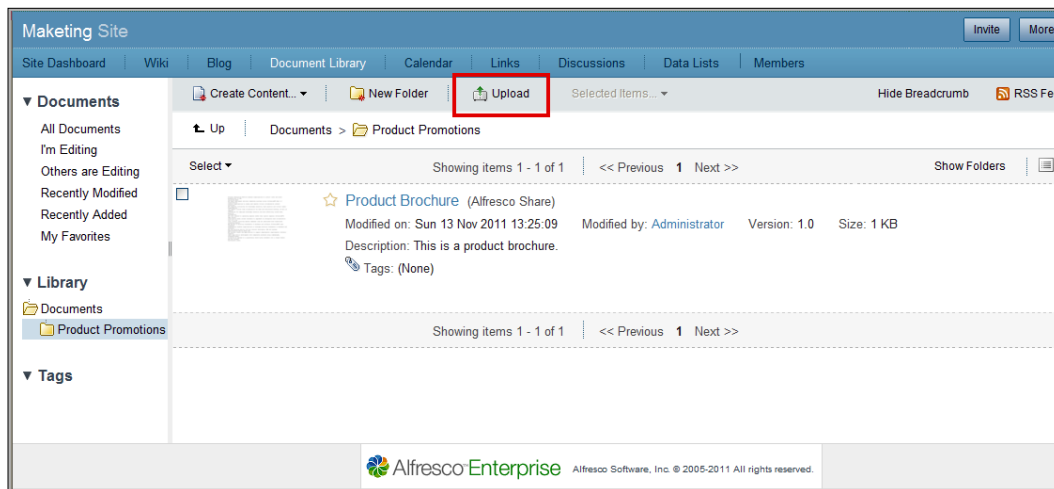 Maketing Site
Invite
More
Site Dashboard Wiki Blog Document Library Calendar Links Discussions Data Lists Members
Documents
All Documents
I'm Editing
Others are Editing
Recently Modified
Recently Added
My Favorites
Library
Documents
Product Promotions
Tags
Create Content... New Folder Upload Selected Items... Hide Breadcrumb RSS Fe
Up Documents > Product Promotions
Select Showing items 1 - 1 of 1 << Previous 1 Next >> Show Folders
Product Brochure (Alfresco Share)
Modified on: Sun 13 Nov 2011 13:25:09 Modified by: Administrator Version: 1.0 Size: 1 KB
Description: This is a product brochure.
Tags: (None)
Showing items 1 - 1 of 1 << Previous 1 Next >>
Alfresco Enterprise Alfresco Software, Inc. © 2005-2011 All rights reserved.